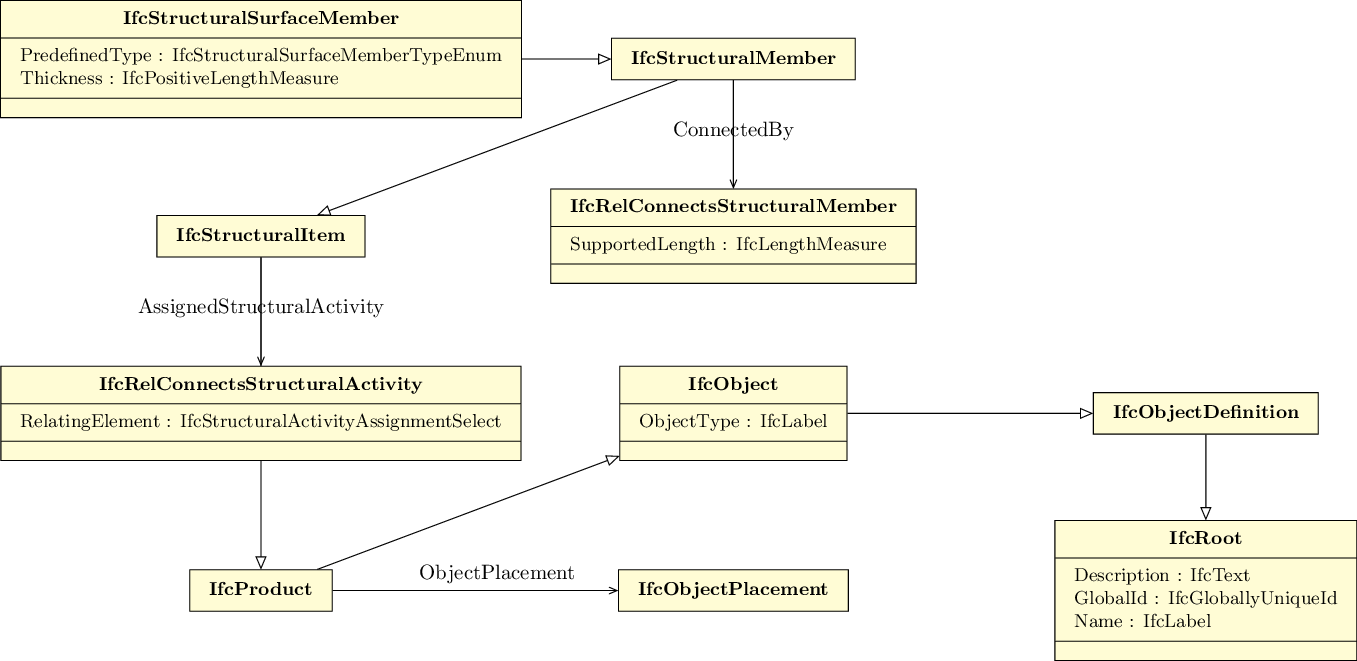 IfcStructuralSurfaceMember
PredefinedType : IfcStructuralSurfaceMemberTypeEnum
Thickness : IfcPositiveLengthMeasure
IfcStructuralMember
ConnectedBy
IfcRelConnectsStructuralMember
SupportedLength : IfcLengthMeasure
IfcStructuralItem
AssignedStructuralActivity
IfcRelConnectsStructuralActivity
RelatingElement : IfcStructuralActivityAssignmentSelect
IfcObject
ObjectType : IfcLabel
IfcObjectDefinition
IfcProduct
ObjectPlacement
IfcObjectPlacement
IfcRoot
Description : IfcText
GlobalId : IfcGloballyUniqueId
Name : IfcLabel